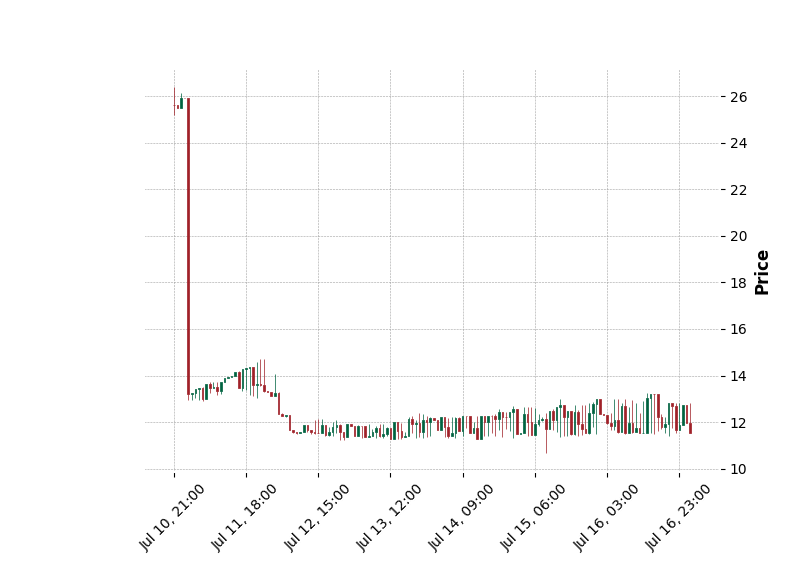 26
24
22
20
18
16
14
12
10
Price
Jul 10, 21:00
Jul 11, 18:00
Jul 12, 15:00
Jul 13, 12:00
Jul 14, 09:00
Jul 15, 06:00
Jul 16, 03:00
Jul 16, 23:00